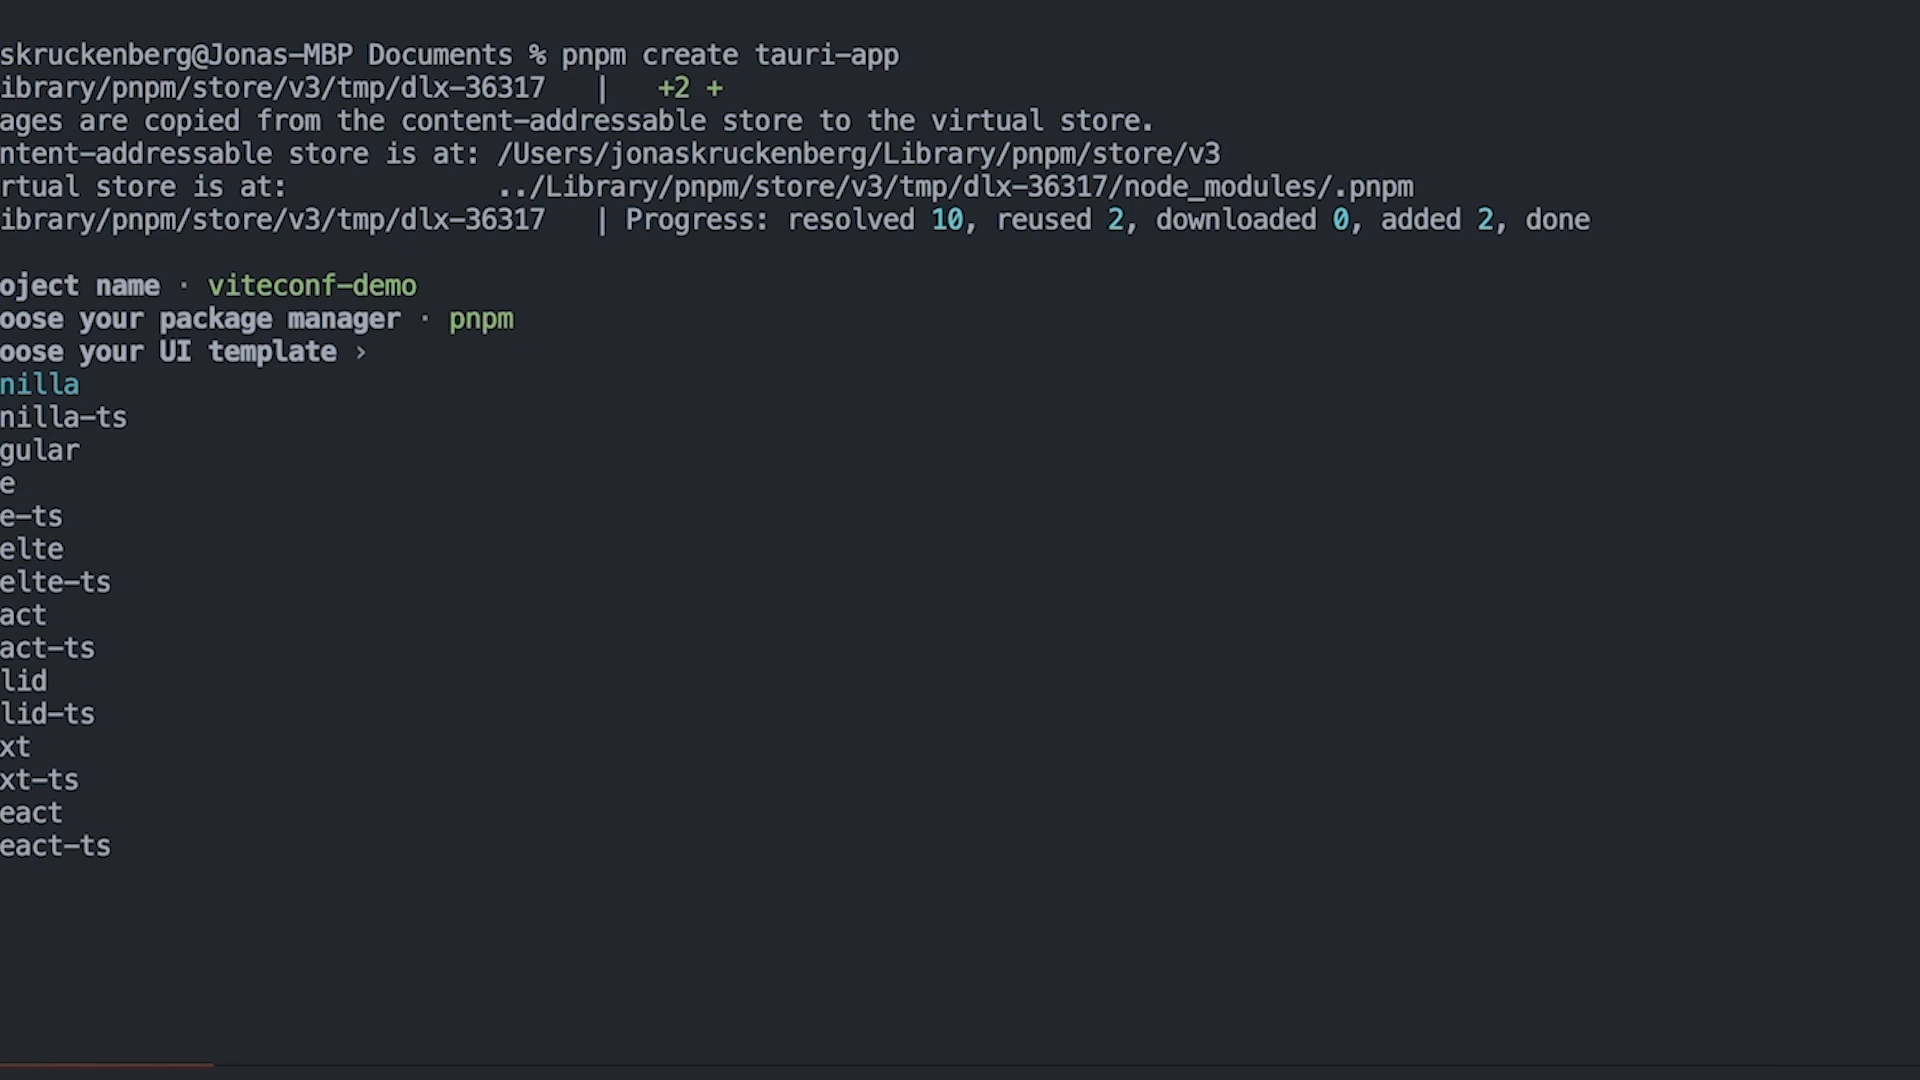 skruckenberg@Jonas-MBP Documents % pnpm create tauri-app
ibrary/pnpm/store/v3/tmp/dlx-36317 | +2 +
ages are copied from the content-addressable store to the virtual store.
ntent-addressable store is at: /Users/jonaskruckenberg/Library/pnpm/store/v3
rtual store is at: ../Library/pnpm/store/v3/tmp/dlx-36317/node_modules/.pnpm
ibrary/pnpm/store/v3/tmp/dlx-36317 | Progress: resolved 10, reused 2, downloaded 0, added 2, done
oject name · viteconf-demo
oose your package manager · pnpm
oose your UI template ›
nilla
nilla-ts
gular
e
e-ts
elte
elte-ts
act
act-ts
lid
lid-ts
xt
xt-ts
eact
eact-ts